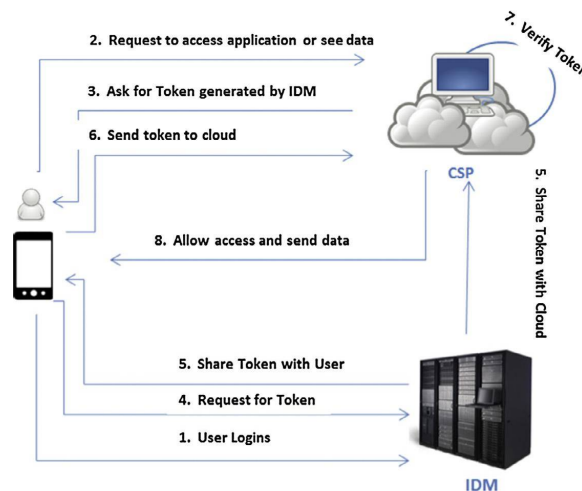 2. Request to access application or see data
7. Verify Token
3. Ask for Token generated by IDM
6. Send token to cloud
CSP
5. Share Token with Cloud
8. Allow access and send data
5. Share Token with User
4. Request for Token
1. User Logins
IDM